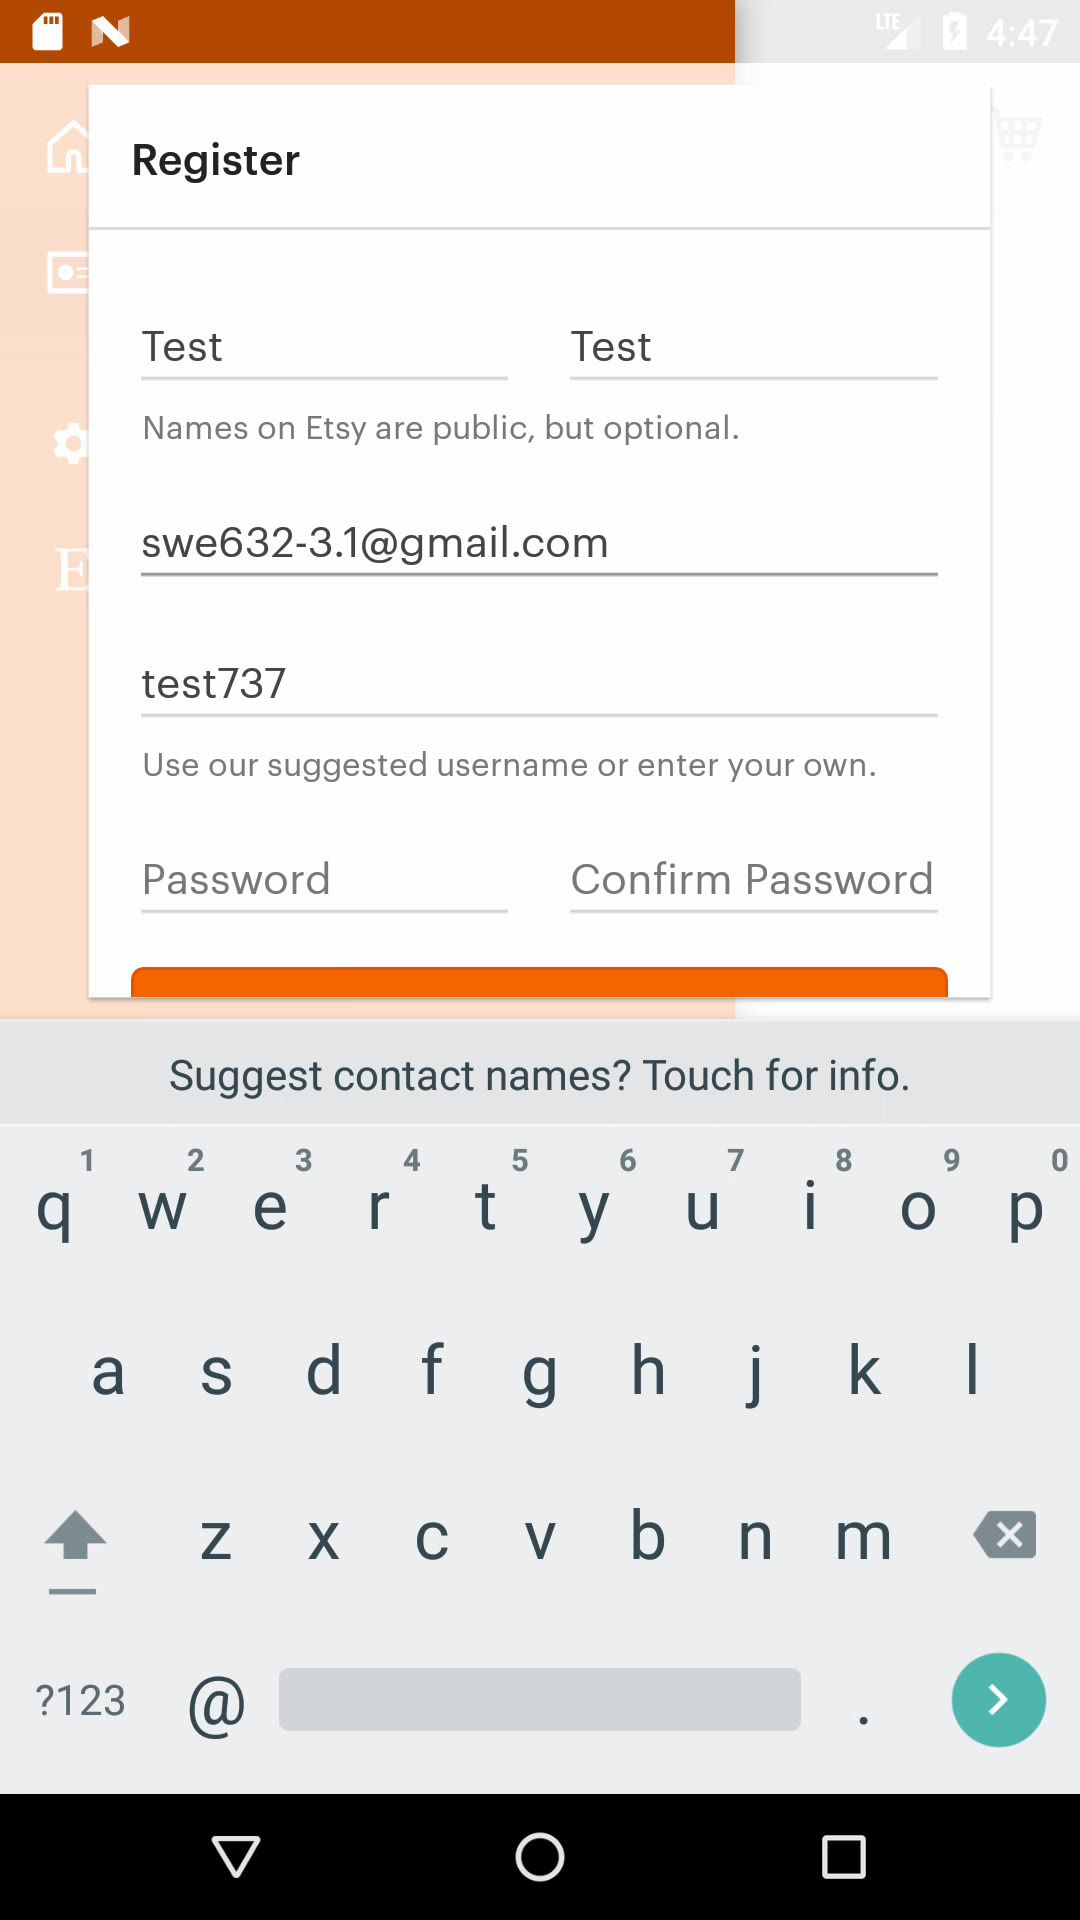 LTE 4:47
Register
Test Test
Names on Etsy are public, but optional.
E
swe632-3.1@gmail.com
test737
Use our suggested username or enter your own.
Password Confirm Password
Suggest contact names? Touch for info.
1 2 3 4 5 6 7 8 9 0
q w e r t y u i o p
a s d f g h j k l
z x c v b n m
?123 @ .